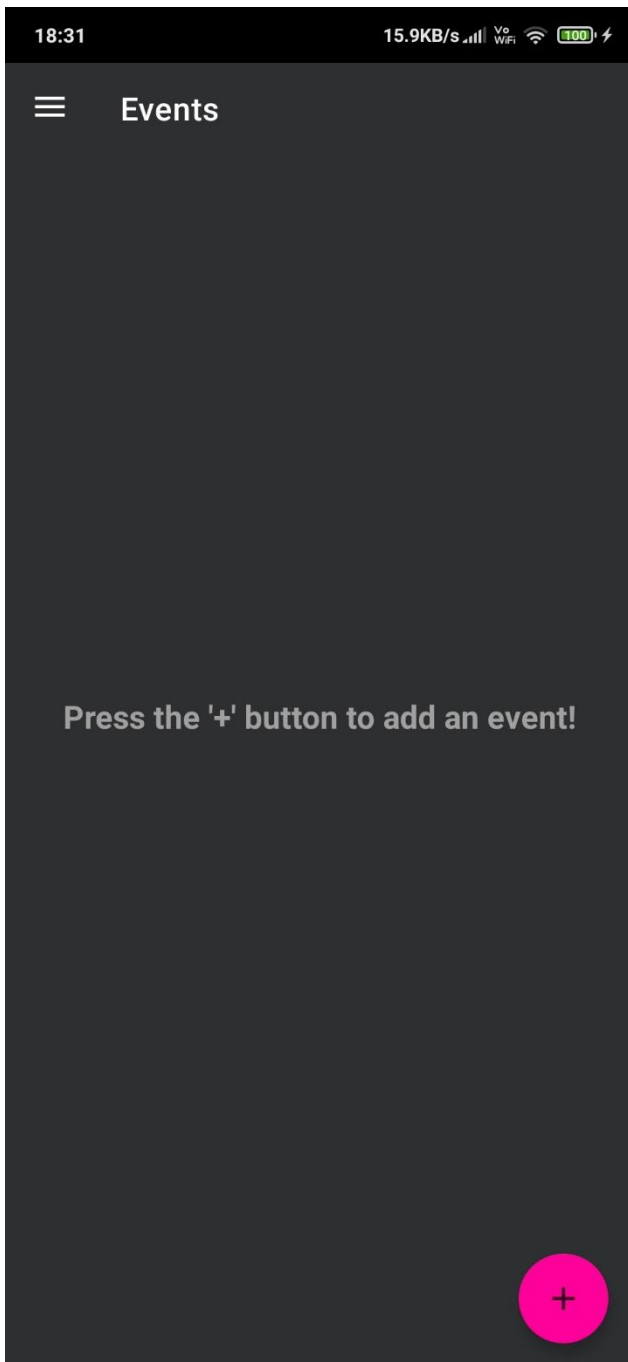 18:31 15.9KB/s Vo WiFi 100
Events
Press the '+' button to add an event!
+